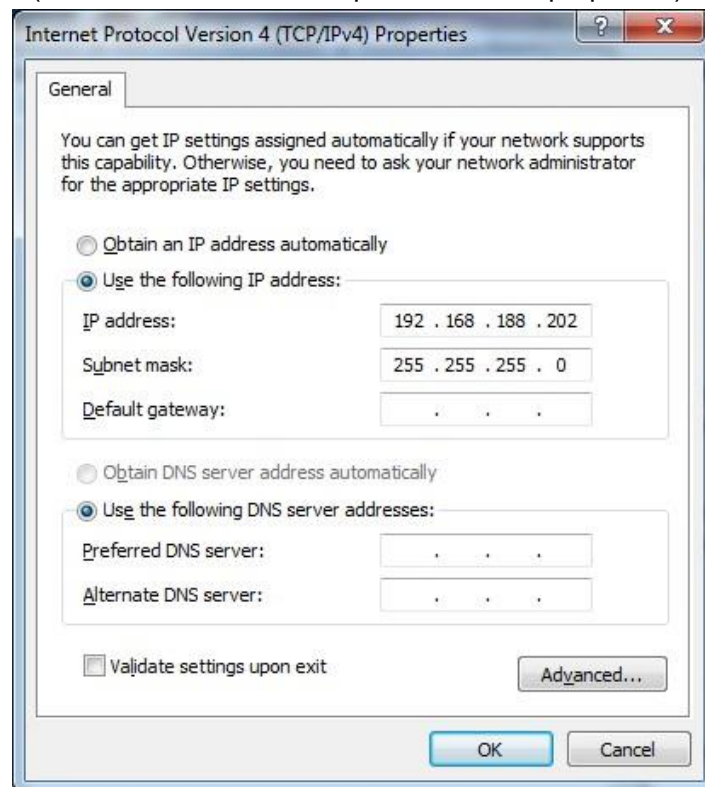 Internet Protocol Version 4 (TCP/IPv4) Properties
General
You can get IP settings assigned automatically if your network supports
this capability. Otherwise, you need to ask your network administrator
for the appropriate IP settings.
Obtain an IP address automatically
Use the following IP address:
IP address: 192 . 168 . 188 . 202
Subnet mask: 255 . 255 . 255 . 0
Default gateway: . . .
Obtain DNS server address automatically
Use the following DNS server addresses:
Preferred DNS server: . . .
Alternate DNS server: . . .
Validate settings upon exit
Advanced...
OK Cancel